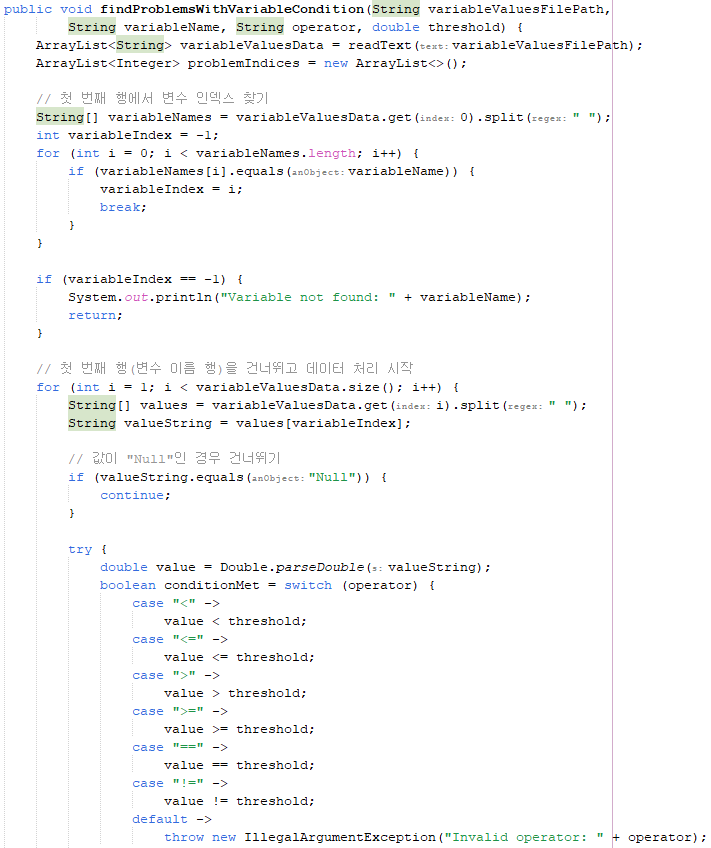 public void findProblemsWithVariableCondition(String variableValuesFilePath,
        String variableName, String operator, double threshold) {
    ArrayList<String> variableValuesData = readText(text: variableValuesFilePath);
    ArrayList<Integer> problemIndices = new ArrayList<>();

    // 첫 번째 행에서 변수 인덱스 찾기
    String[] variableNames = variableValuesData.get(index: 0).split(regex: " ");
    int variableIndex = -1;
    for (int i = 0; i < variableNames.length; i++) {
        if (variableNames[i].equals(anObject: variableName)) {
            variableIndex = i;
            break;
        }
    }

    if (variableIndex == -1) {
        System.out.println("Variable not found: " + variableName);
        return;
    }

    // 첫 번째 행(변수 이름 행)을 건너뛰고 데이터 처리 시작
    for (int i = 1; i < variableValuesData.size(); i++) {
        String[] values = variableValuesData.get(index: i).split(regex: " ");
        String valueString = values[variableIndex];

        // 값이 "Null"인 경우 건너뛰기
        if (valueString.equals(anObject: "Null")) {
            continue;
        }

        try {
            double value = Double.parseDouble(s: valueString);
            boolean conditionMet = switch (operator) {
                case "<" ->
                    value < threshold;
                case "<=" ->
                    value <= threshold;
                case ">" ->
                    value > threshold;
                case ">=" ->
                    value >= threshold;
                case "==" ->
                    value == threshold;
                case "!=" ->
                    value != threshold;
                default ->
                    throw new IllegalArgumentException("Invalid operator: " + operator);